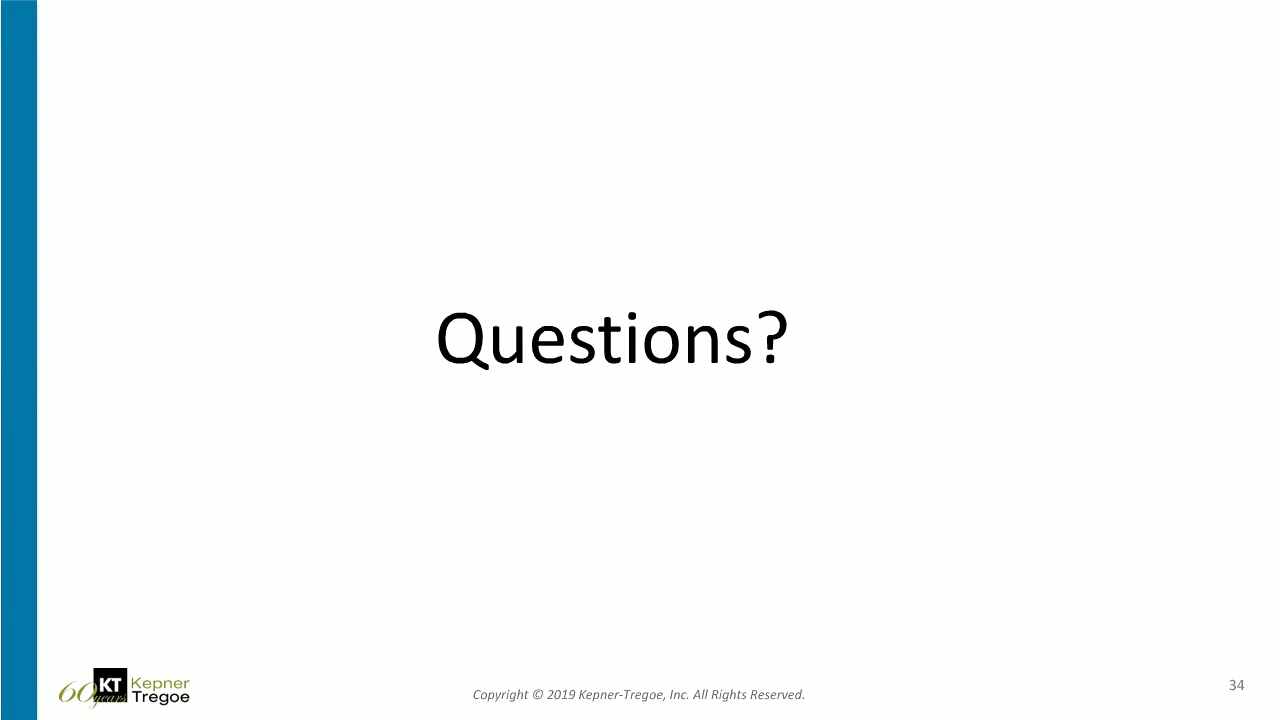 Questions?
60 years
KT
Kepner
Tregoe
Copyright © 2019 Kepner-Tregoe, Inc. All Rights Reserved.
34